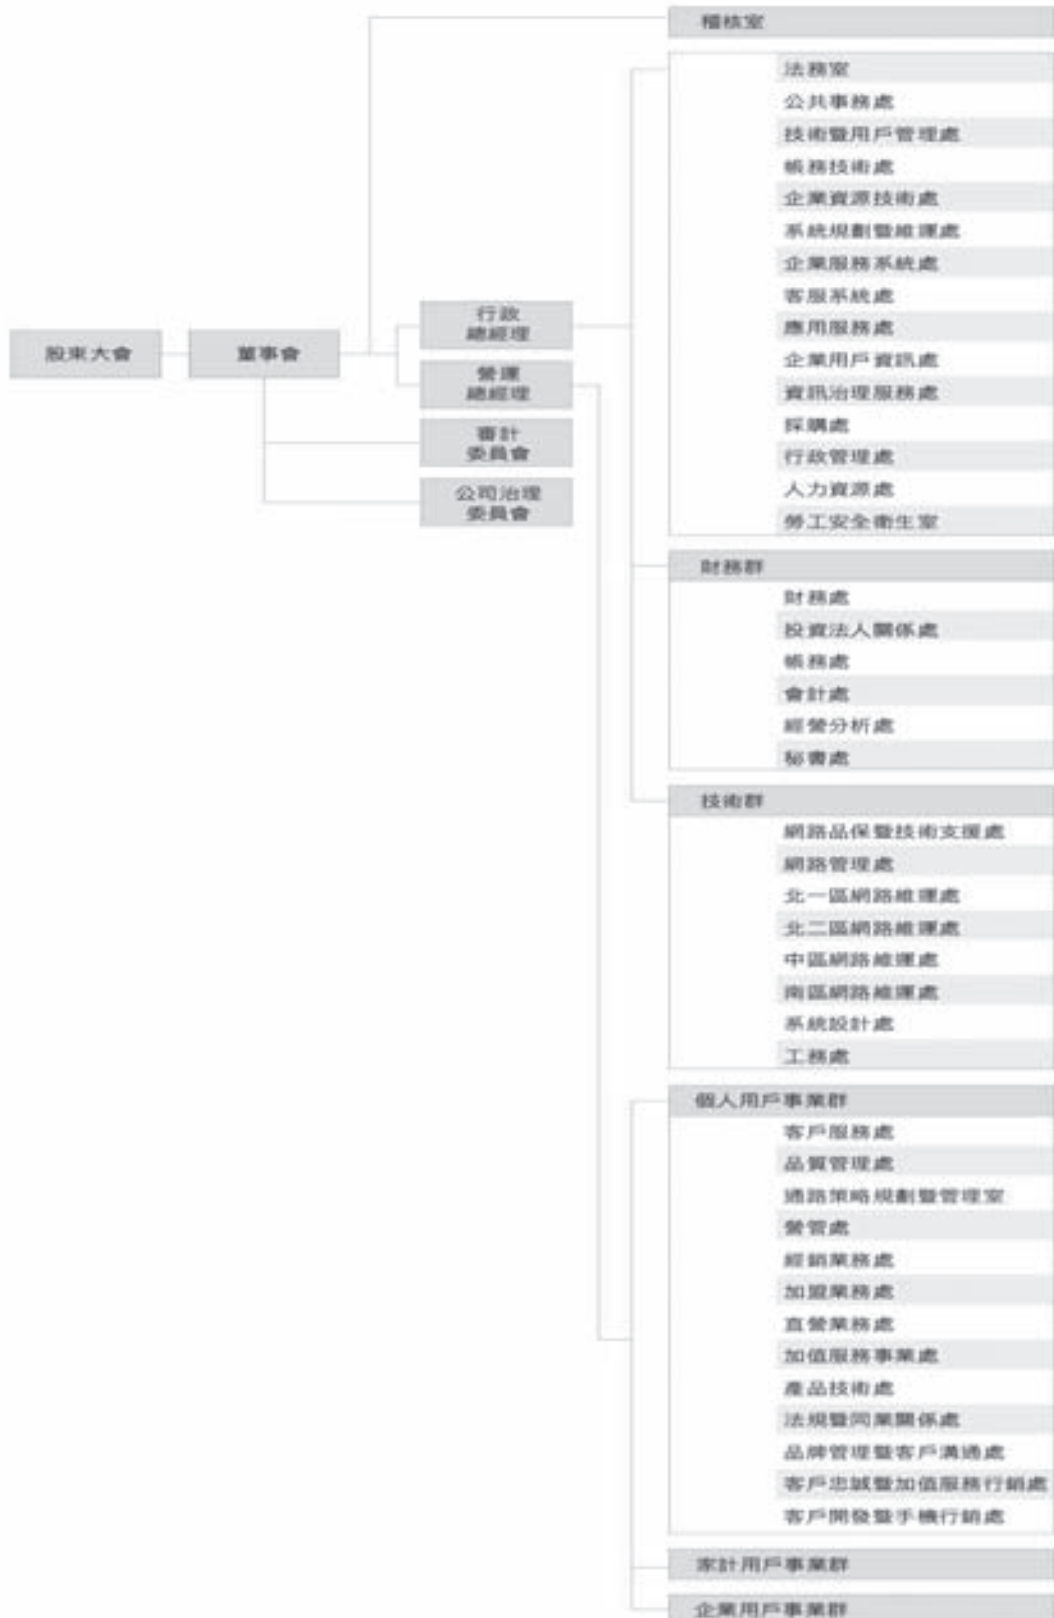 股東大會
董事會
行政
總經理
營運
總經理
審計
委員會
公司治理
委員會
稽核室
法務室
公共事務處
技術暨用戶管理處
帳務技術處
企業資源技術處
系統規劃暨維運處
企業服務系統處
客服系統處
應用服務處
企業用戶資訊處
資訊治理服務處
採購處
行政管理處
人力資源處
勞工安全衛生室
財務群
財務處
投資法人關係處
帳務處
會計處
經營分析處
秘書處
技術群
網路品保暨技術支援處
網路管理處
北一區網路維運處
北二區網路維運處
中區網路維運處
南區網路維運處
系統設計處
工務處
個人用戶事業群
客戶服務處
品質管理處
通路策略規劃暨管理室
營管處
經銷業務處
加盟業務處
直營業務處
加值服務事業處
產品技術處
法規暨同業關係處
品牌管理暨客戶溝通處
客戶忠誠暨加值服務行銷處
客戶開發暨手機行銷處
家計用戶事業群
企業用戶事業群